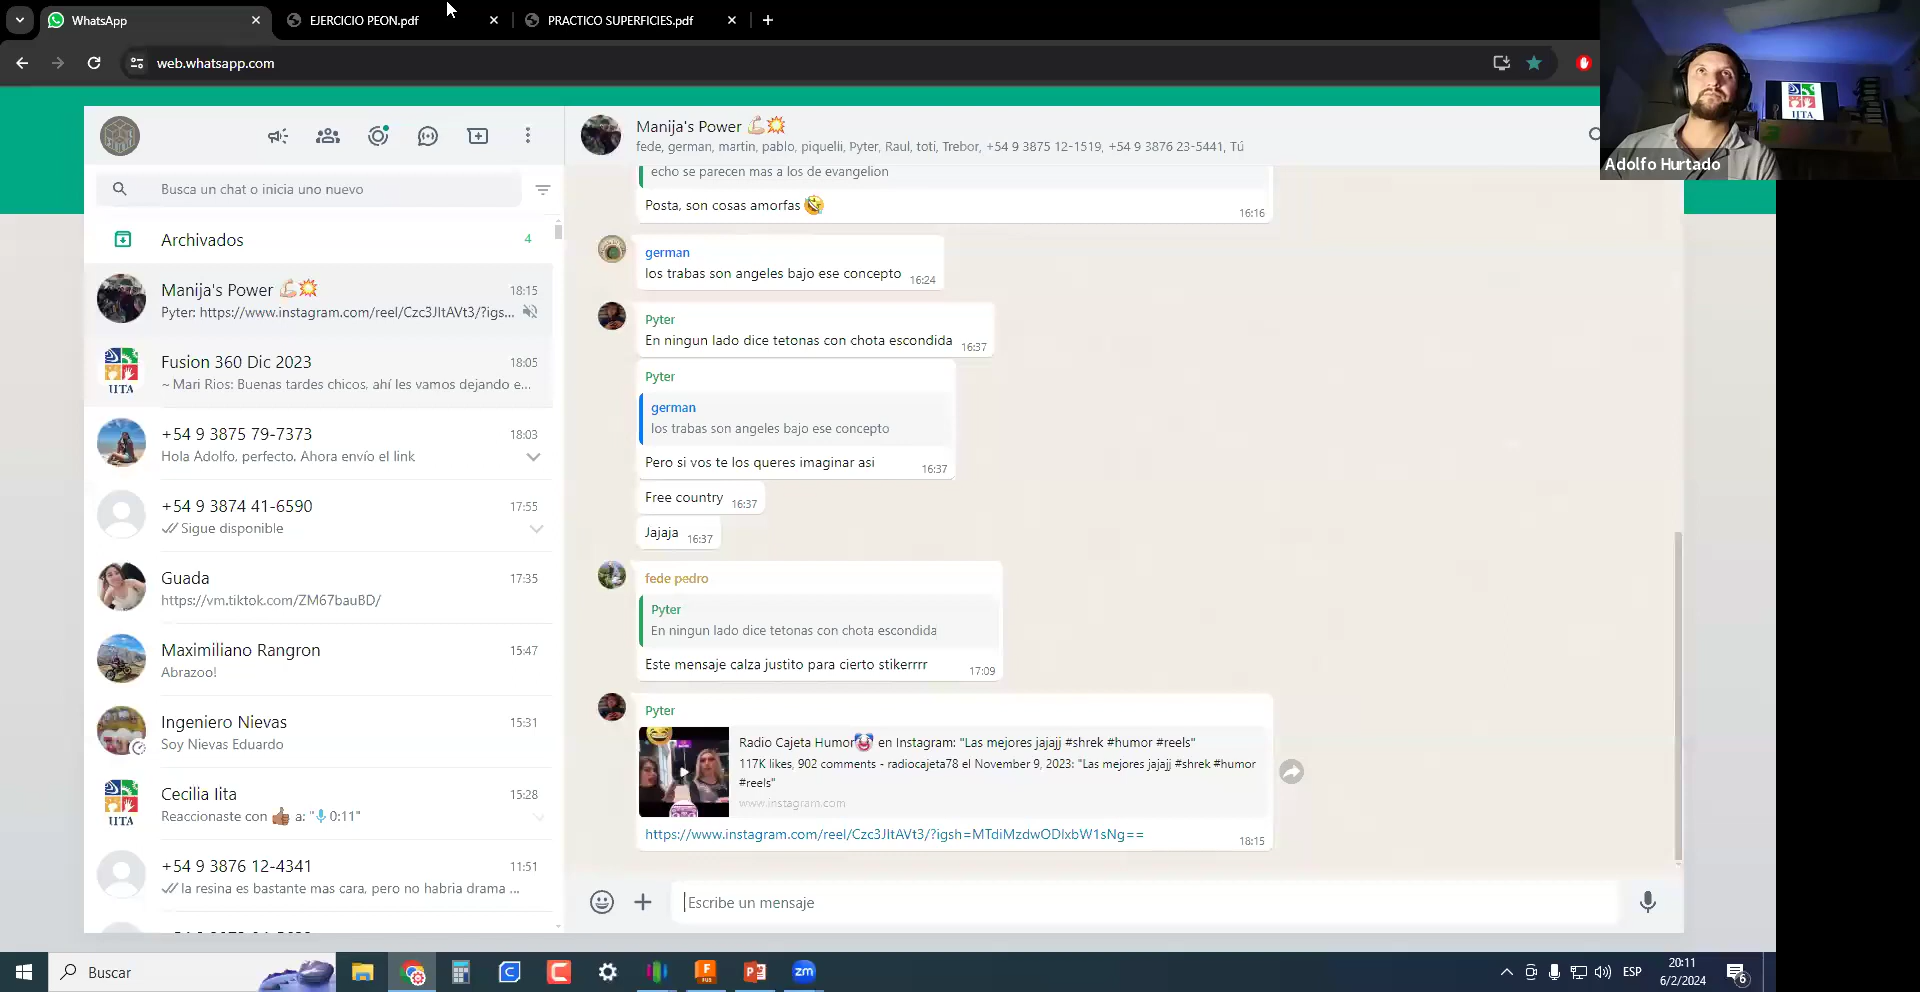 WhatsApp
EJERCICIO PEON.pdf
PRACTICO SUPERFICIES.pdf
web.whatsapp.com
Adolfo Hurtado
IITA
Busca un chat o inicia uno nuevo
Archivados
4
Manija's Power 💪🏻💥
18:15
Pyter: https://www.instagram.com/reel/Czc3JItAVt3/?igs...
Fusion 360 Dic 2023
18:05
~ Mari Rios: Buenas tardes chicos, ahí les vamos dejando e...
IITA
+54 9 3875 79-7373
18:03
Hola Adolfo, perfecto. Ahora envío el link
+54 9 3874 41-6590
17:55
Sigue disponible
Guada
17:35
https://vm.tiktok.com/ZM67bauBD/
Maximiliano Rangron
15:47
Abrazoo!
Ingeniero Nievas
15:31
Soy Nievas Eduardo
Cecilia Iita
15:28
Reaccionaste con 👍🏾 a: "🎤0:11"
IITA
+54 9 3876 12-4341
11:51
la resina es bastante mas cara, pero no habria drama ...
Manija's Power 💪🏻💥
fede, german, martin, pablo, piquelii, Pyter, Raul, toti, Trebor, +54 9 3875 12-1519, +54 9 3876 23-5441, Tú
echo se parecen mas a los de evangelion
Posta, son cosas amorfas 🤣
16:16
german
los trabas son angeles bajo ese concepto
16:24
Pyter
En ningun lado dice tetonas con chota escondida
16:37
Pyter
german
los trabas son angeles bajo ese concepto
Pero si vos te los queres imaginar asi
16:37
Free country
16:37
Jajaja
16:37
fede pedro
Pyter
En ningun lado dice tetonas con chota escondida
Este mensaje calza justito para cierto stikerrrr
17:09
Pyter
Radio Cajeta Humor🤡 en Instagram: "Las mejores jajajj #shrek #humor #reels"
117K likes, 902 comments - radiocajeta78 el November 9, 2023: "Las mejores jajajj #shrek #humor
#reels"
www.instagram.com
https://www.instagram.com/reel/Czc3JItAVt3/?igsh=MTdiMzdwODlxbW1sNg==
18:15
Escribe un mensaje
Buscar
zm
ESP
20:11
6/2/2024
6